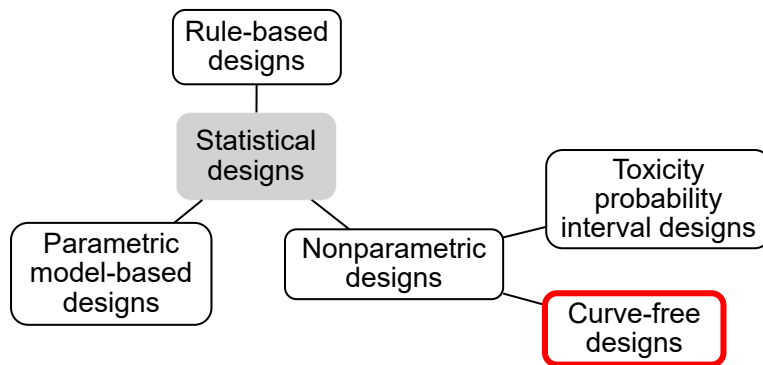 Rule-based
designs
Statistical
designs
Parametric
model-based
designs
Nonparametric
designs
Toxicity
probability
interval designs
Curve-free
designs